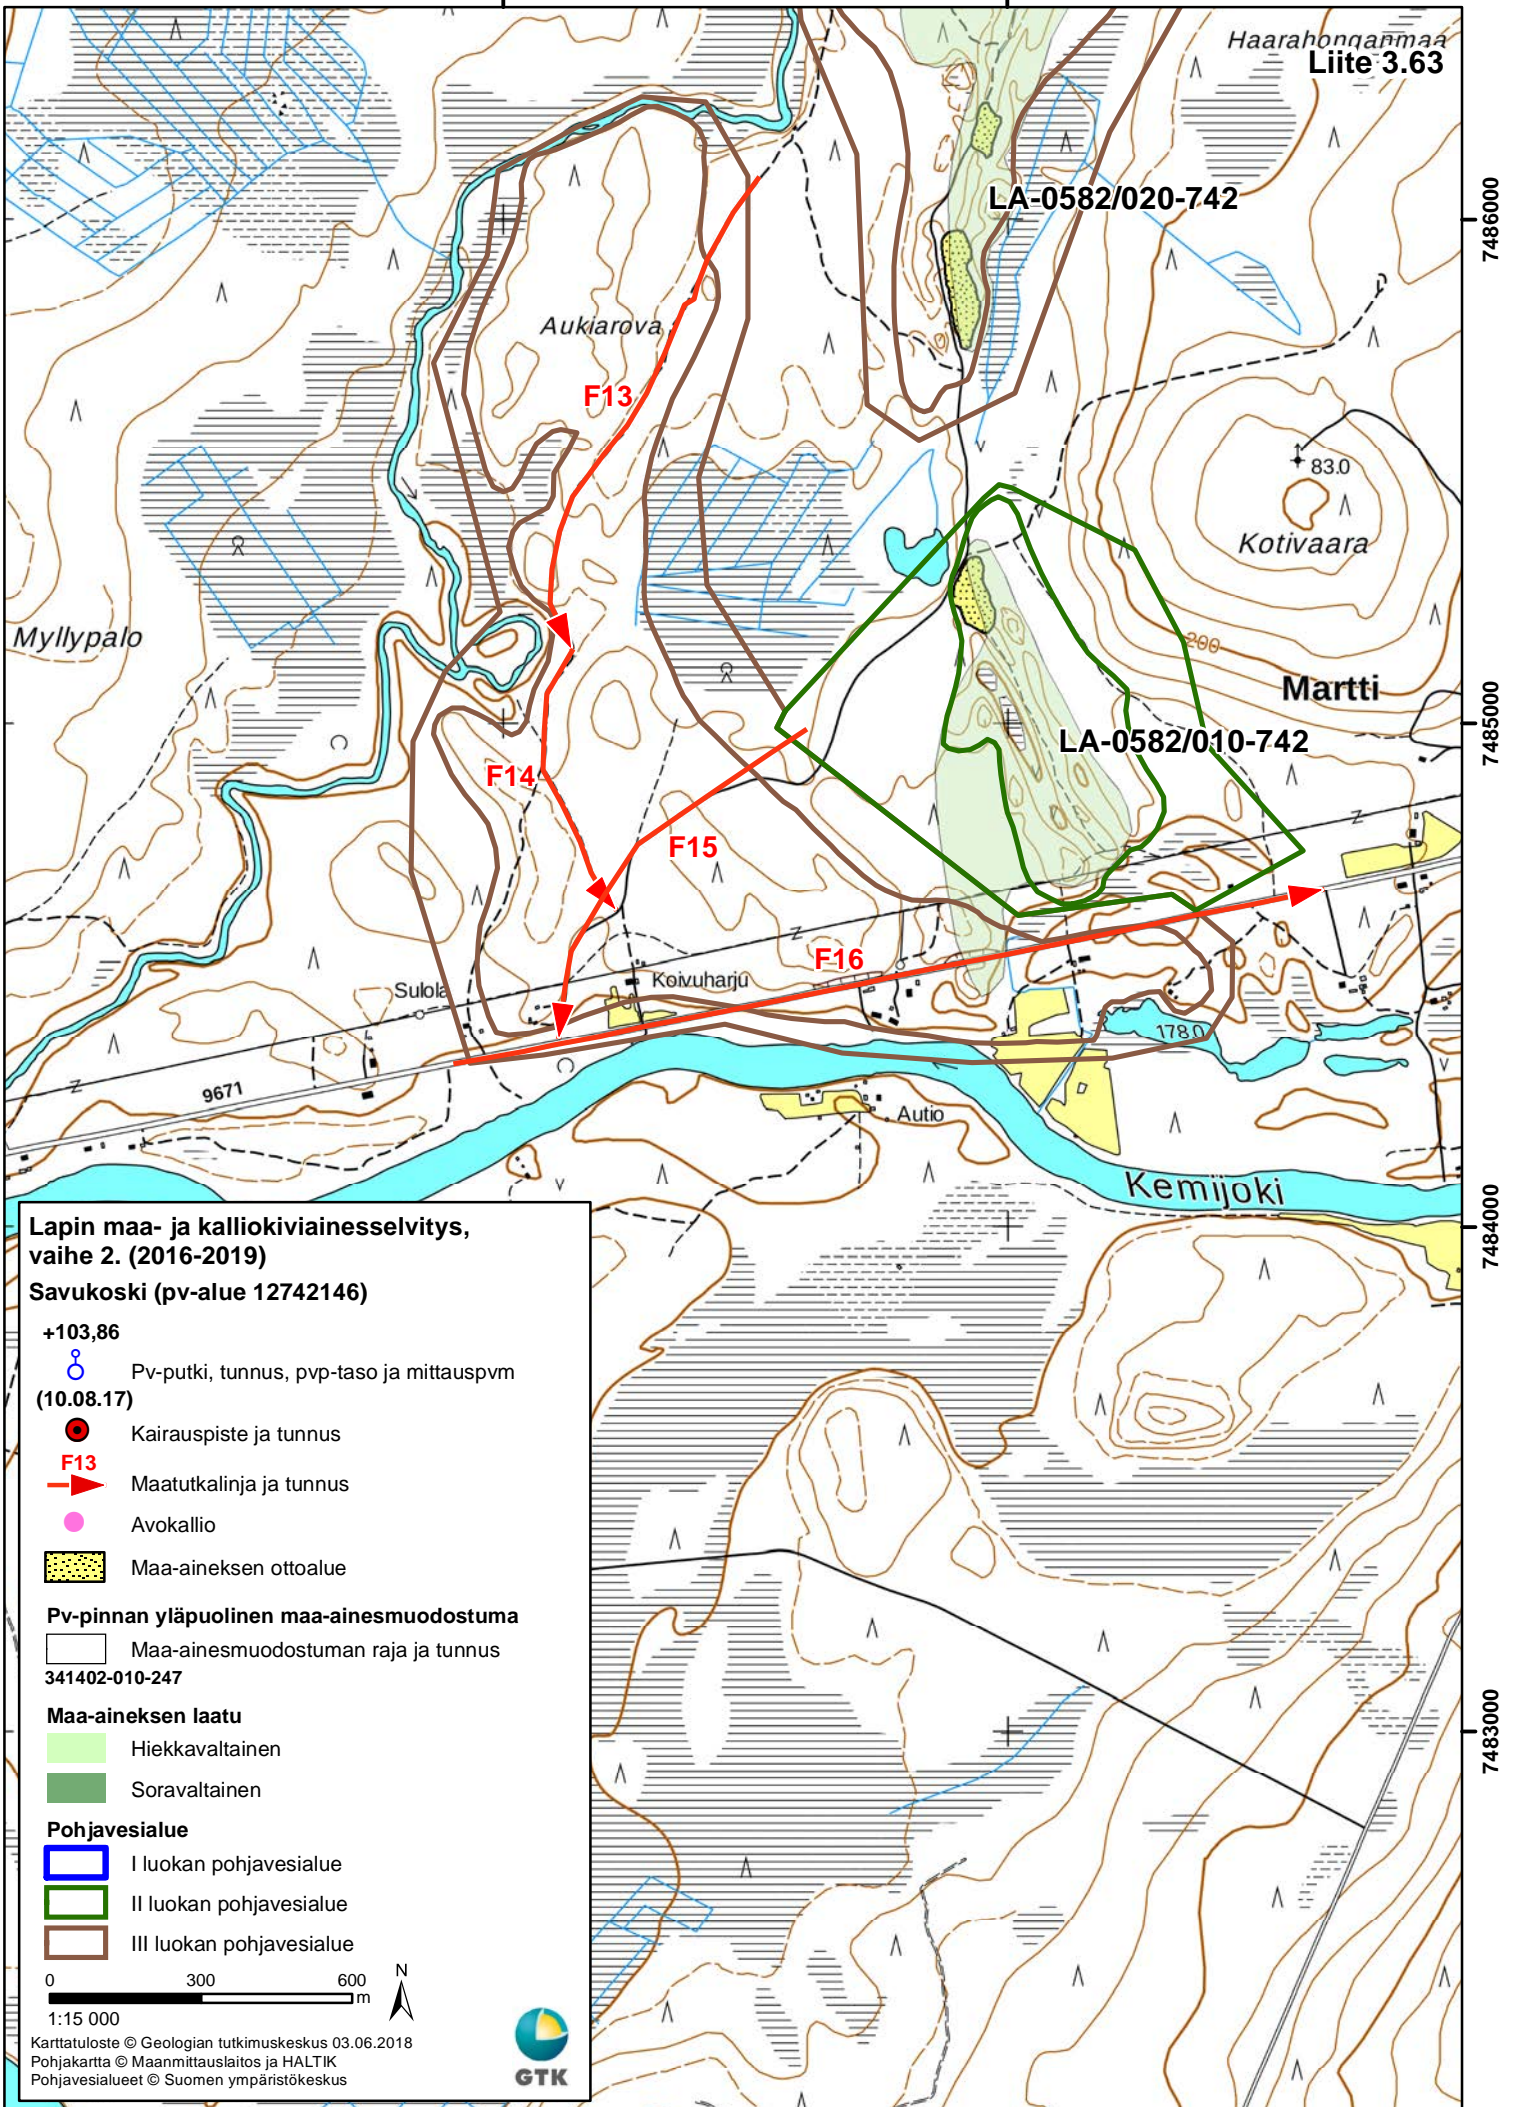 Haarahonganmaa
Liite 3.63
LA-0582/020-742
7486000
Aukiarova
F13
83.0
Kotivaara
Myllypalo
200
Martti
7485000
LA-0582/010-742
F14
F15
Z
F16
Z
Koivuharju
Sulola
178.0
Z
9671
Autio
Kemijoki
7484000
Lapin maa- ja kalliokiviainesselvitys,
vaihe 2. (2016-2019)
Savukoski (pv-alue 12742146)
+103,86
Pv-putki, tunnus, pvp-taso ja mittauspvm
(10.08.17)
Kairauspiste ja tunnus
F13
Maatutkalinja ja tunnus
Avokallio
Maa-aineksen ottoalue
Pv-pinnan yläpuolinen maa-ainesmuodostuma
Maa-ainesmuodostuman raja ja tunnus
341402-010-247
Maa-aineksen laatu
Hiekkavaltainen
Soravaltainen
7483000
Pohjavesialue
I luokan pohjavesialue
II luokan pohjavesialue
III luokan pohjavesialue
0 300 600
m
N
1:15 000
Karttatuloste © Geologian tutkimuskeskus 03.06.2018
Pohjakartta © Maanmittauslaitos ja HALTIK
Pohjavesialueet © Suomen ympäristökeskus
GTK